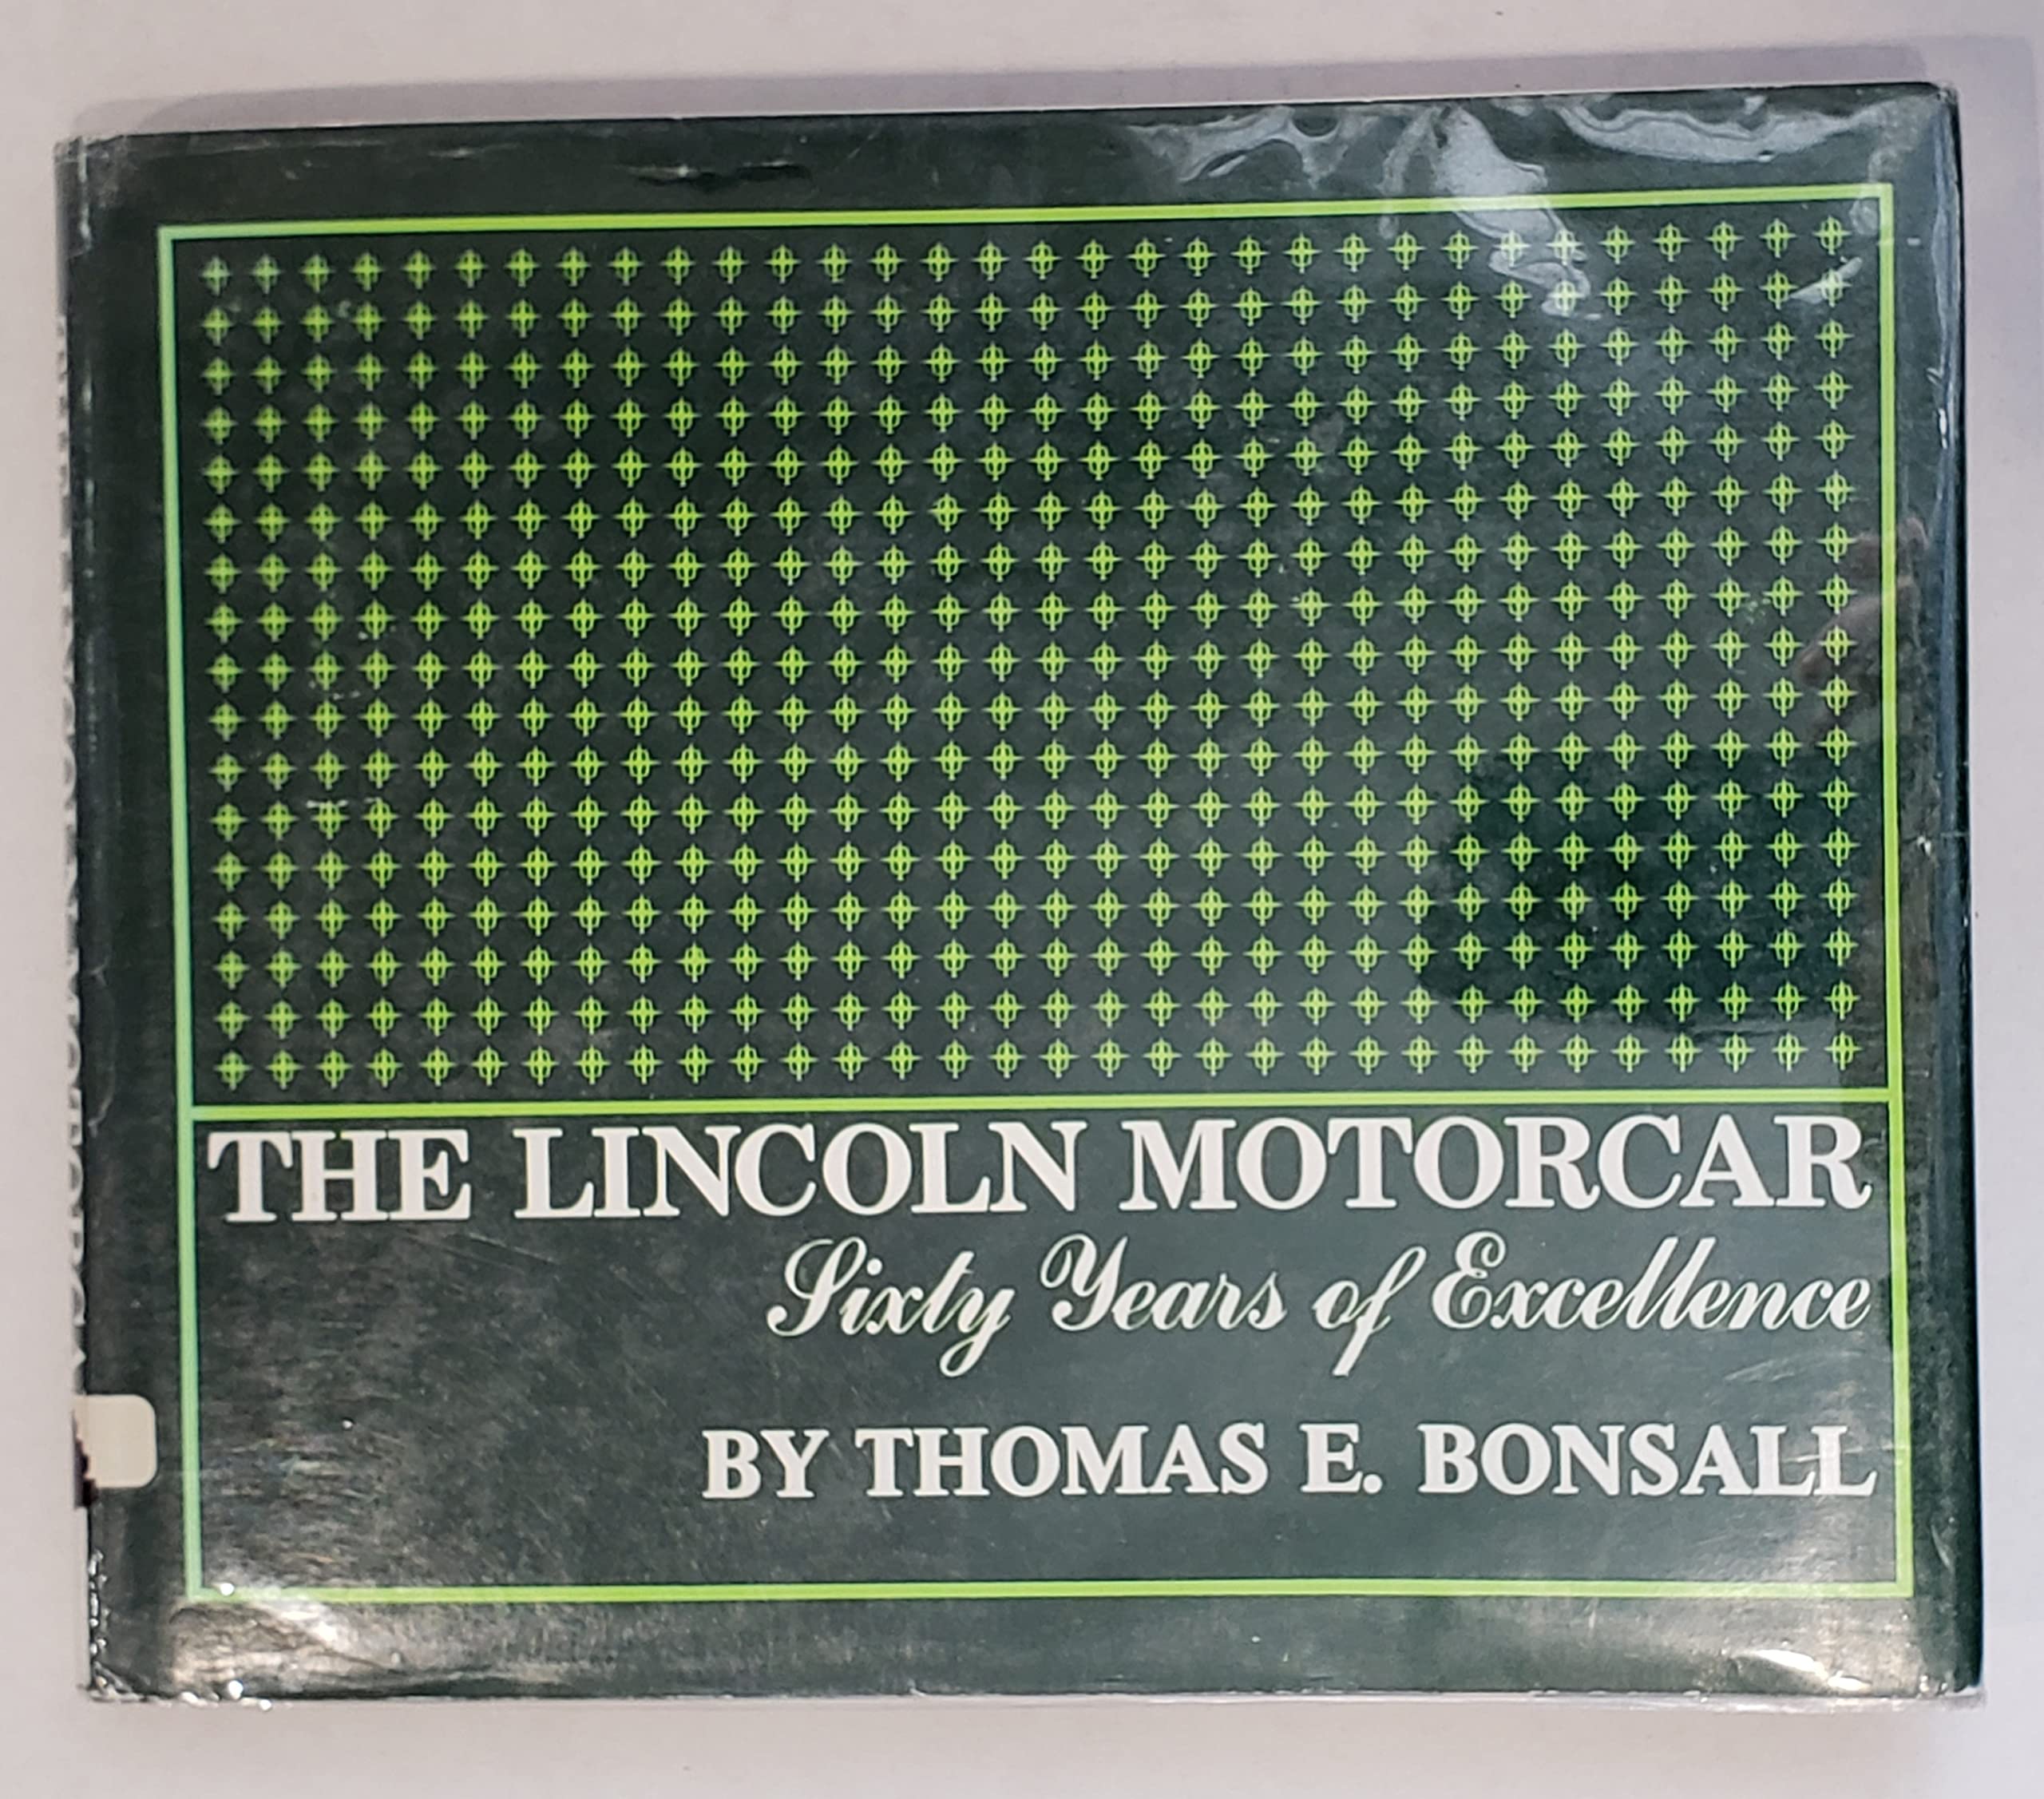 THE LINCOLN MOTORCAR
Sixty Years of Excellence
BY THOMAS E. BONSALL